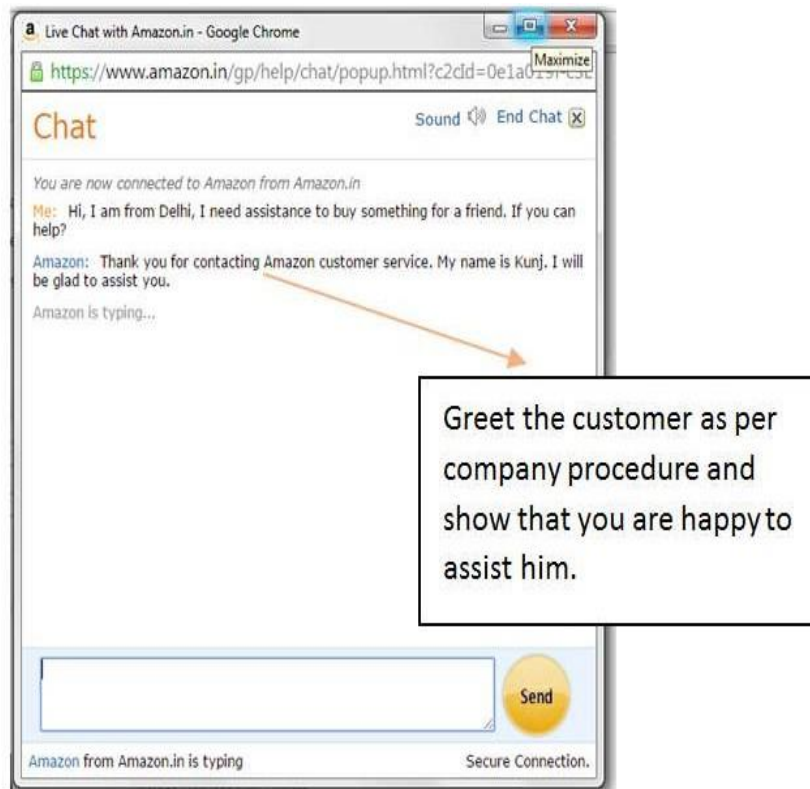 a Live Chat with Amazon.in - Google Chrome
Maximize
https://www.amazon.in/gp/help/chat/popup.html?c2cId=0e1a
Chat
Sound End Chat X
You are now connected to Amazon from Amazon.in
Me: Hi, I am from Delhi, I need assistance to buy something for a friend. If you can
help?
Amazon: Thank you for contacting Amazon customer service. My name is Kunj. I will
be glad to assist you.
Amazon is typing...
Greet the customer as per
company procedure and
show that you are happy to
assist him.
Send
Amazon from Amazon.in is typing
Secure Connection.